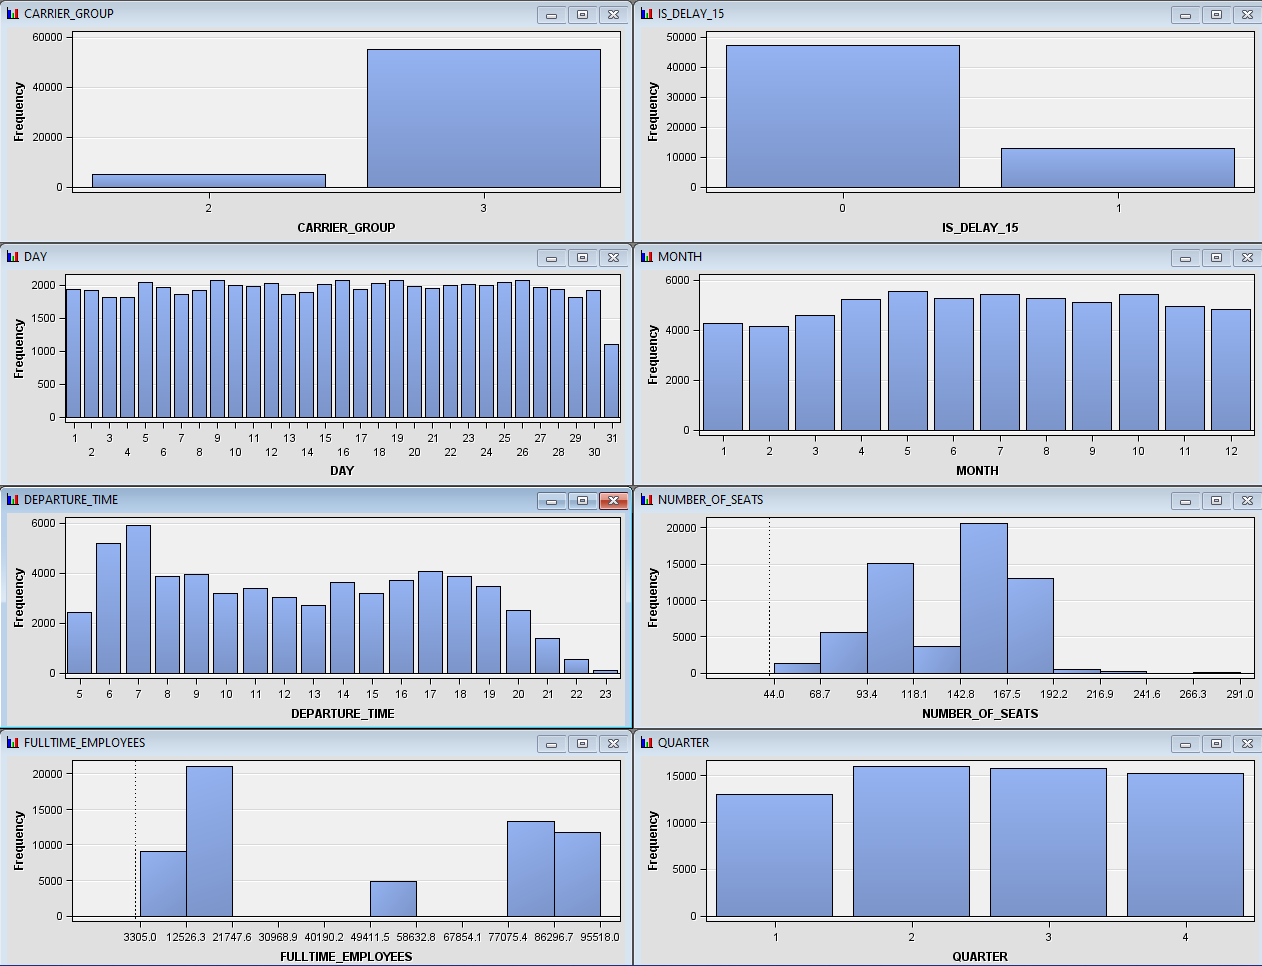 CARRIER_GROUP
60000
40000
20000
0
Frequency
2 3
CARRIER_GROUP
IS_DELAY_15
50000
40000
30000
20000
10000
0
Frequency
0 1
IS_DELAY_15
DAY
2000
1500
1000
500
0
Frequency
1 3 5 7 9 11 13 15 17 19 21 23 25 27 29 31
2 4 6 8 10 12 14 16 18 20 22 24 26 28 30
DAY
MONTH
6000
4000
2000
0
Frequency
1 2 3 4 5 6 7 8 9 10 11 12
MONTH
DEPARTURE_TIME
6000
4000
2000
0
Frequency
5 6 7 8 9 10 11 12 13 14 15 16 17 18 19 20 21 22 23
DEPARTURE_TIME
NUMBER_OF_SEATS
20000
15000
10000
5000
0
Frequency
44.0 68.7 93.4 118.1 142.8 167.5 192.2 216.9 241.6 266.3 291.0
NUMBER_OF_SEATS
FULLTIME_EMPLOYEES
20000
15000
10000
5000
0
Frequency
3305.0 12526.3 21747.6 30968.9 40190.2 49411.5 58632.8 67854.1 77075.4 86296.7 95518.0
FULLTIME_EMPLOYEES
QUARTER
15000
10000
5000
0
Frequency
1 2 3 4
QUARTER